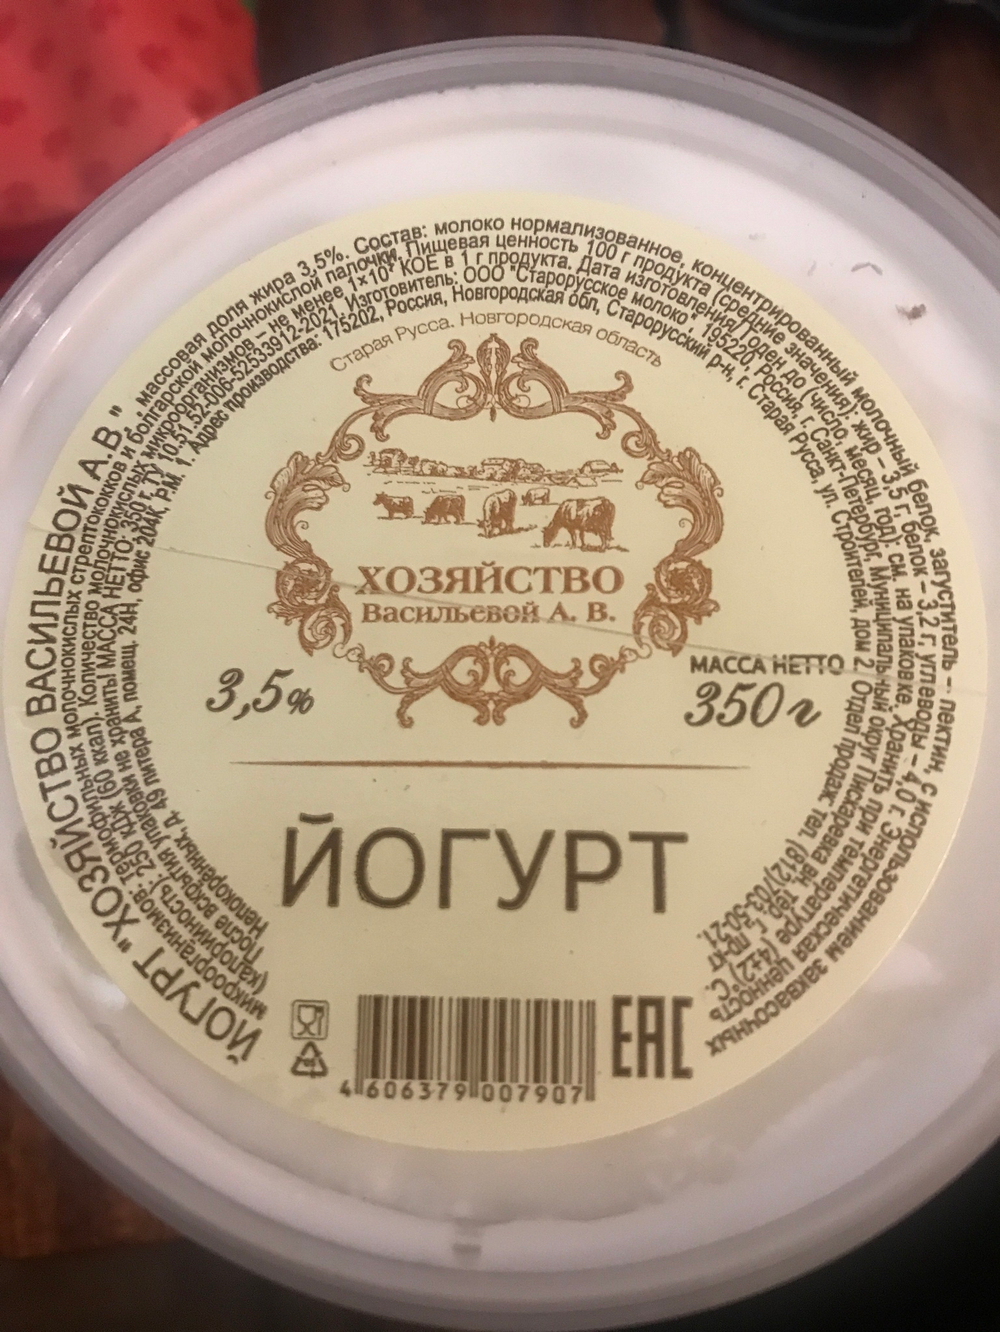 ЙОГУРТ "ХОЗЯЙСТВО ВАСИЛЬЕВОЙ А.В.", массовая доля жира 3,5%. Состав: молоко нормализованное, концентрированный молочный белок, загуститель – пектин, с использованием заквасочных
микроорганизмов: термофильных молочнокислых стрептококков и болгарской молочнокислой палочки. Пищевая ценность 100 г продукта (средние значения): жир – 3,5 г, белок – 3,2 г, углеводы – 4,0 г. Энергетическая ценность
(калорийность), 250 кДж (60 ккал). Количество молочнокислых микроорганизмов – не менее 1×10⁷ КОЕ в 1 г продукта. Дата изготовления/Годен до (число, месяц, год): см. на упаковке. Хранить при температуре (4±2)°С.
После вскрытия упаковки не хранить! МАССА НЕТТО: 350 г. ТУ 10.51.52-006-52533912-2021. Изготовитель: ООО "Старорусское молоко", 195220, Россия, г. Санкт-Петербург, Муниципальный округ Пискаревка вн. тер. г., пр-кт
Непокоренных, д. 49 литера А, помещ. 24Н, офис 204К, Р.М. 1. Адрес производства: 175202, Россия, Новгородская обл, Старорусский р-н, г. Старая Русса, ул. Строителей, дом 2. Отдел продаж: тел. (812)703-50-21.
Старая Русса. Новгородская область
ХОЗЯЙСТВО
Васильевой А. В.
МАССА НЕТТО
3,5% 350 г
ЙОГУРТ
EAC
4 606379 007907